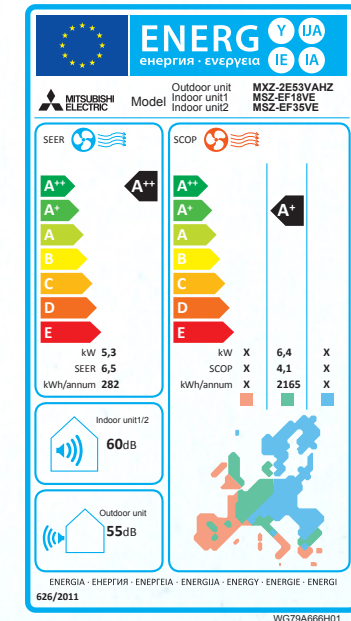 ENERG
енергия · ενεργεια
Y IJA
IE IA
MITSUBISHI
ELECTRIC
Model
Outdoor unit MXZ-2E53VAHZ
Indoor unit1 MSZ-EF18VE
Indoor unit2 MSZ-EF35VE
SEER
A++
A+
A
B
C
D
E
A++
kW 5,3
SEER 6,5
kWh/annum 282
SCOP
A++
A+
A
B
C
D
E
A+
kW X 6,4 X
SCOP X 4,1 X
kWh/annum X 2165 X
Indoor unit1/2
60dB
Outdoor unit
55dB
ENERGIA · ЕНЕРГИЯ · ΕΝΕΡΓΕΙΑ · ENERGIJA · ENERGY · ENERGIE · ENERGI
626/2011
WG79A666H01